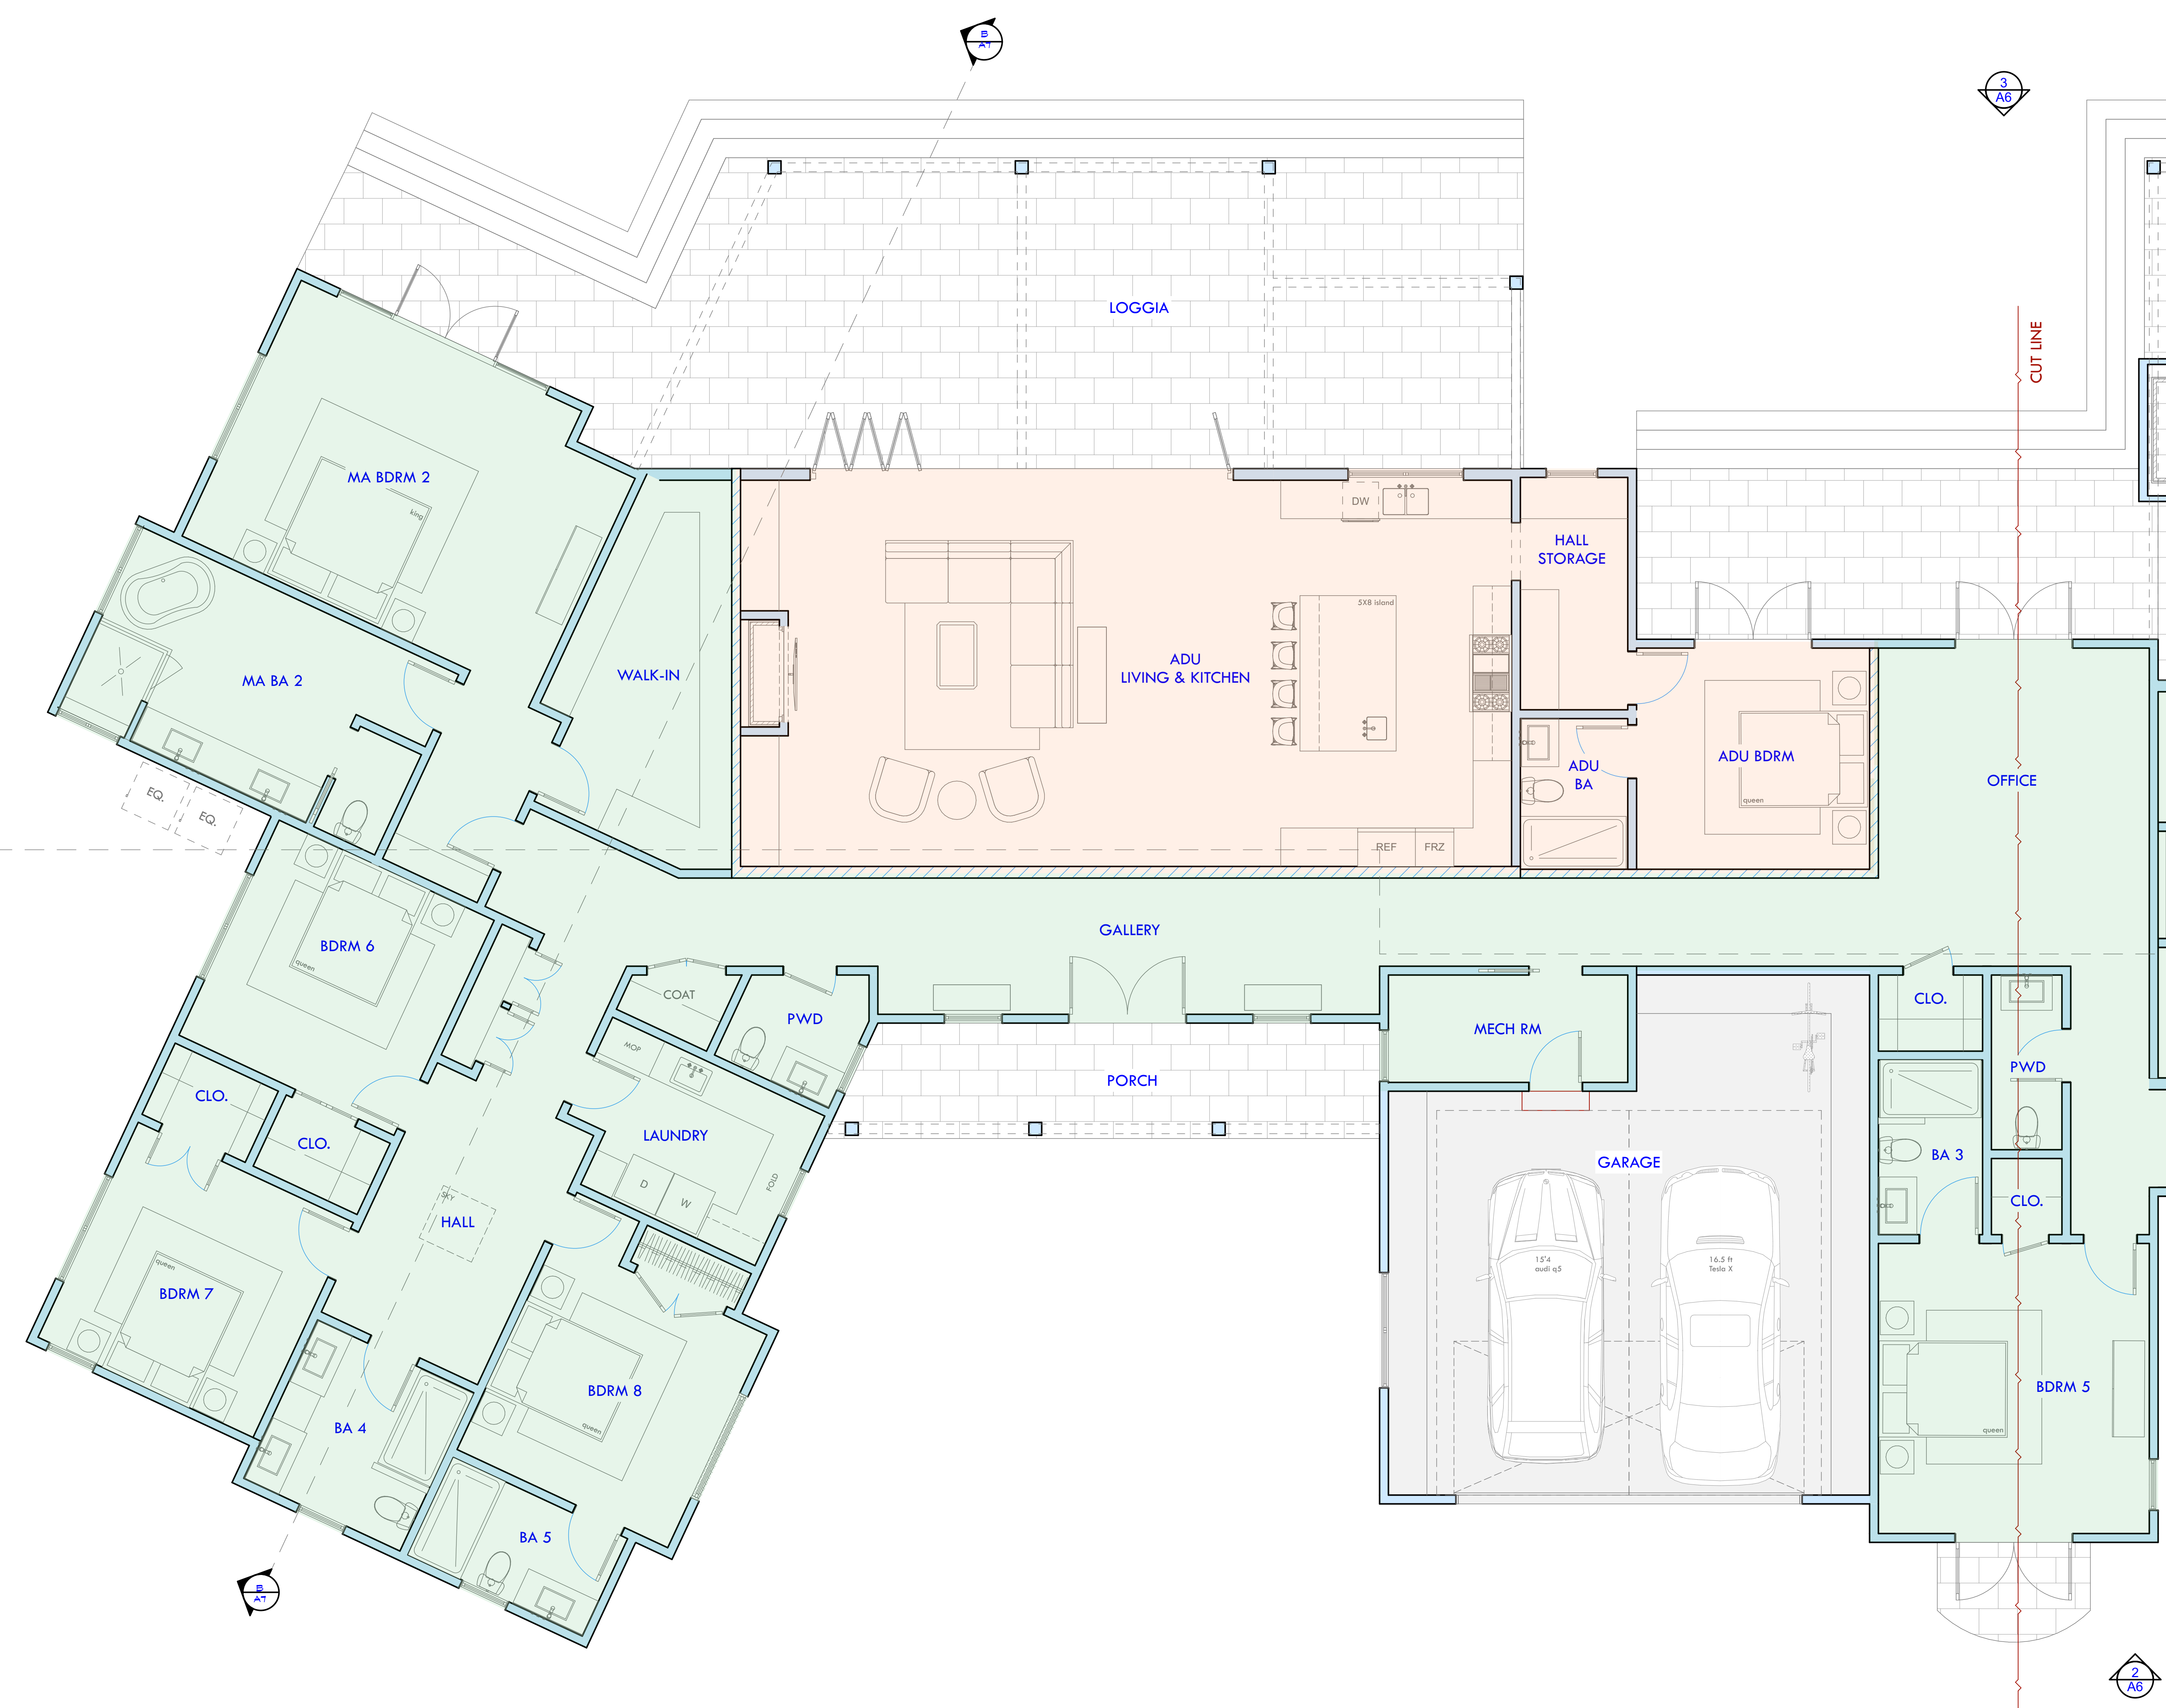 B
A7
3
A6
CUT LINE
LOGGIA
MA BDRM 2
king
DW
HALL
STORAGE
5X8 island
WALK-IN
ADU
LIVING & KITCHEN
MA BA 2
ADU BDRM
ADU
BA
queen
OFFICE
EQ.
EQ.
REF
FRZ
GALLERY
BDRM 6
queen
COAT
PWD
MOP
MECH RM
CLO.
PWD
PORCH
CLO.
CLO.
LAUNDRY
GARAGE
BA 3
D
W
FOLD
SKY
HALL
CLO.
15'4
audi q5
16.5 ft
Tesla X
queen
BDRM 7
BDRM 8
queen
BDRM 5
queen
BA 4
BA 5
B
A7
2
A6